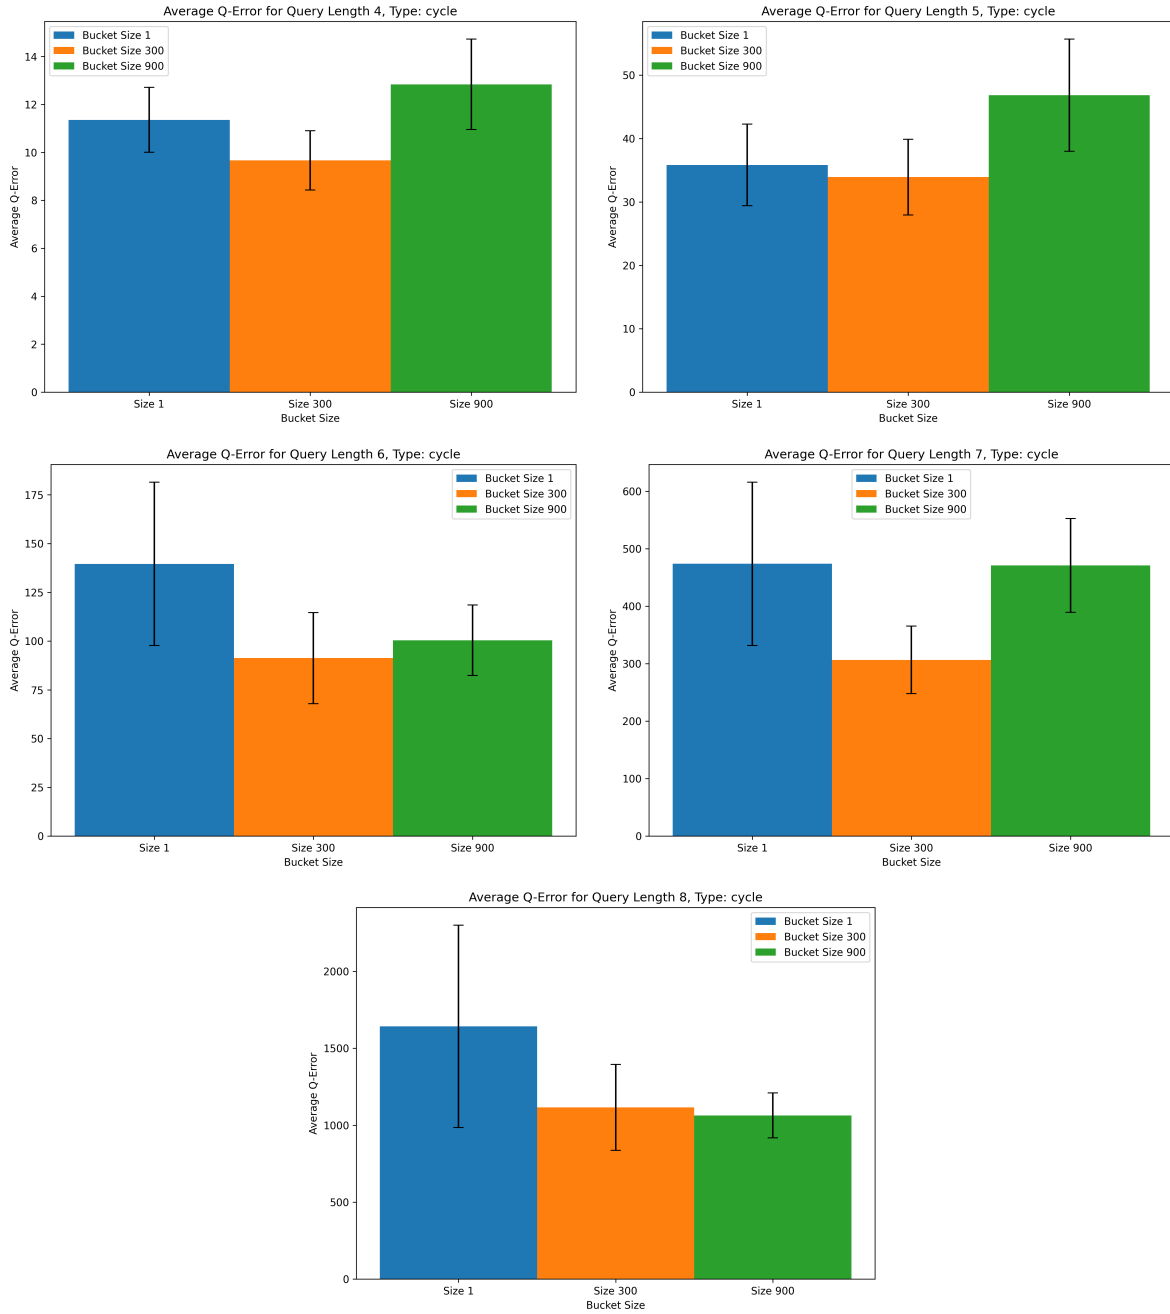 Average Q-Error for Query Length 4, Type: cycle
Bucket Size 1
Bucket Size 300
Bucket Size 900
14
12
10
8
6
4
2
0
Average Q-Error
Size 1
Size 300
Size 900
Bucket Size
Average Q-Error for Query Length 5, Type: cycle
Bucket Size 1
Bucket Size 300
Bucket Size 900
50
40
30
20
10
0
Average Q-Error
Size 1
Size 300
Size 900
Bucket Size
Average Q-Error for Query Length 6, Type: cycle
Bucket Size 1
Bucket Size 300
Bucket Size 900
175
150
125
100
75
50
25
0
Average Q-Error
Size 1
Size 300
Size 900
Bucket Size
Average Q-Error for Query Length 7, Type: cycle
Bucket Size 1
Bucket Size 300
Bucket Size 900
600
500
400
300
200
100
0
Average Q-Error
Size 1
Size 300
Size 900
Bucket Size
Average Q-Error for Query Length 8, Type: cycle
Bucket Size 1
Bucket Size 300
Bucket Size 900
2000
1500
1000
500
0
Average Q-Error
Size 1
Size 300
Size 900
Bucket Size